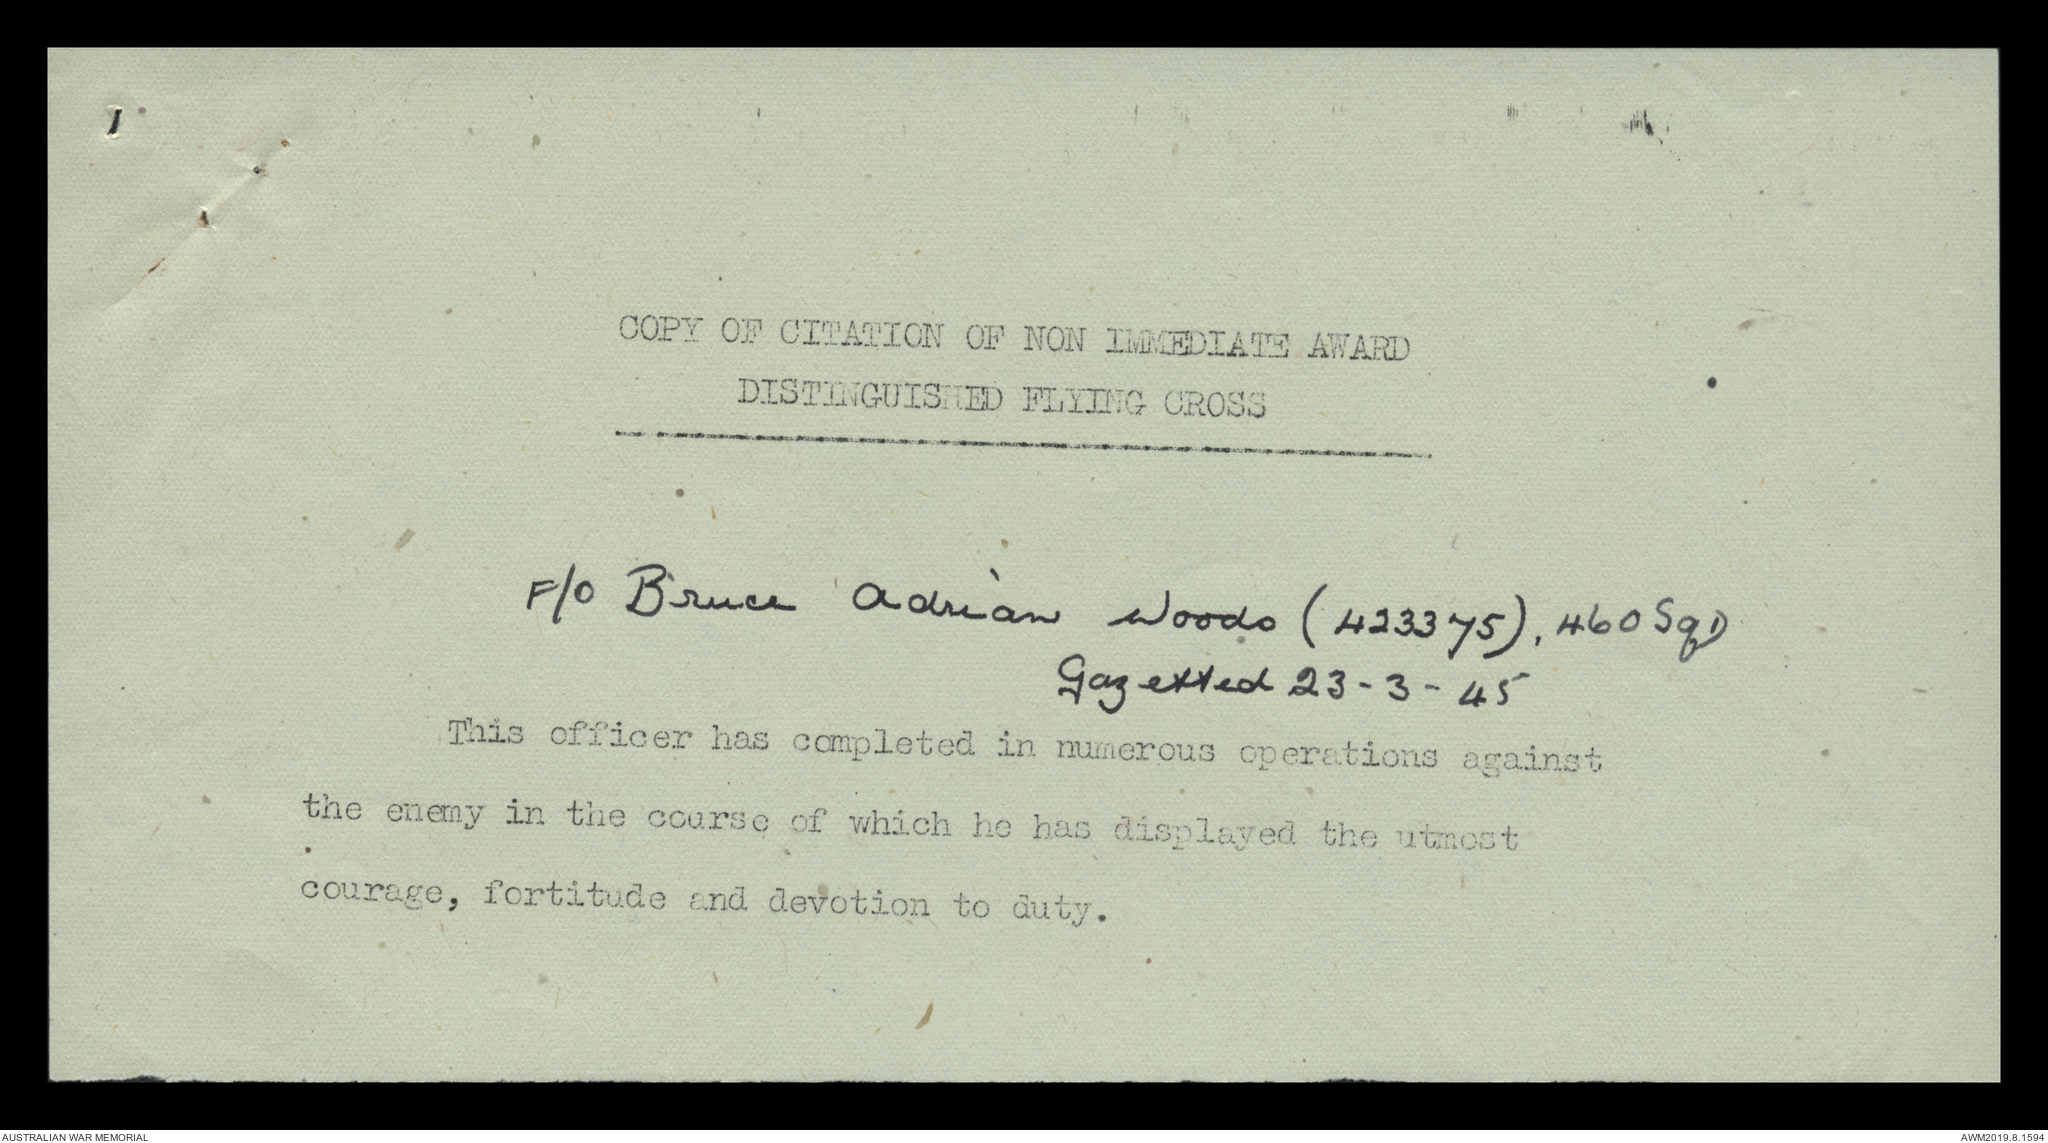 COPY OF CITATION OF NON IMMEDIATE AWARD
DISTINGUISHED FLYING CROSS
F/O Bruce Adrian Woods (423375), 460 Sqd
Gazetted 23-3-45
This officer has completed in numerous operations against
the enemy in the course of which he has displayed the utmost
courage, fortitude and devotion to duty.
AUSTRALIAN WAR MEMORIAL
AWM2019.8.1594